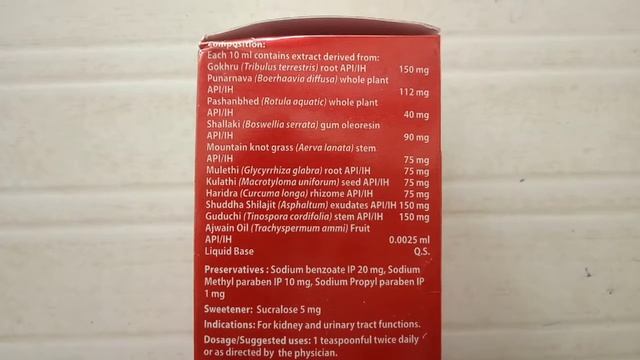 Composition:
Each 10 ml contains extract derived from:
Gokhru (Tribulus terrestris) root API/IH 150 mg
Punarnava (Boerhaavia diffusa) whole plant
API/IH 112 mg
Pashanbhed (Rotula aquatic) whole plant
API/IH 40 mg
Shallaki (Boswellia serrata) gum oleoresin
API/IH 90 mg
Mountain knot grass (Aerva lanata) stem
API/IH 75 mg
Mulethi (Glycyrrhiza glabra) root API/IH 75 mg
Kulathi (Macrotyloma uniforum) seed API/IH 75 mg
Haridra (Curcuma longa) rhizome API/IH 75 mg
Shuddha Shilajit (Asphaltum) exudates API/IH 150 mg
Guduchi (Tinospora cordifolia) stem API/IH 150 mg
Ajwain Oil (Trachyspermum ammi) Fruit
API/IH 0.0025 ml
Liquid Base Q.S.
Preservatives : Sodium benzoate IP 20 mg, Sodium
Methyl paraben IP 10 mg, Sodium Propyl paraben IP
1 mg
Sweetener: Sucralose 5 mg
Indications: For kidney and urinary tract functions.
Dosage/Suggested uses: 1 teaspoonful twice daily
or as directed by the physician.